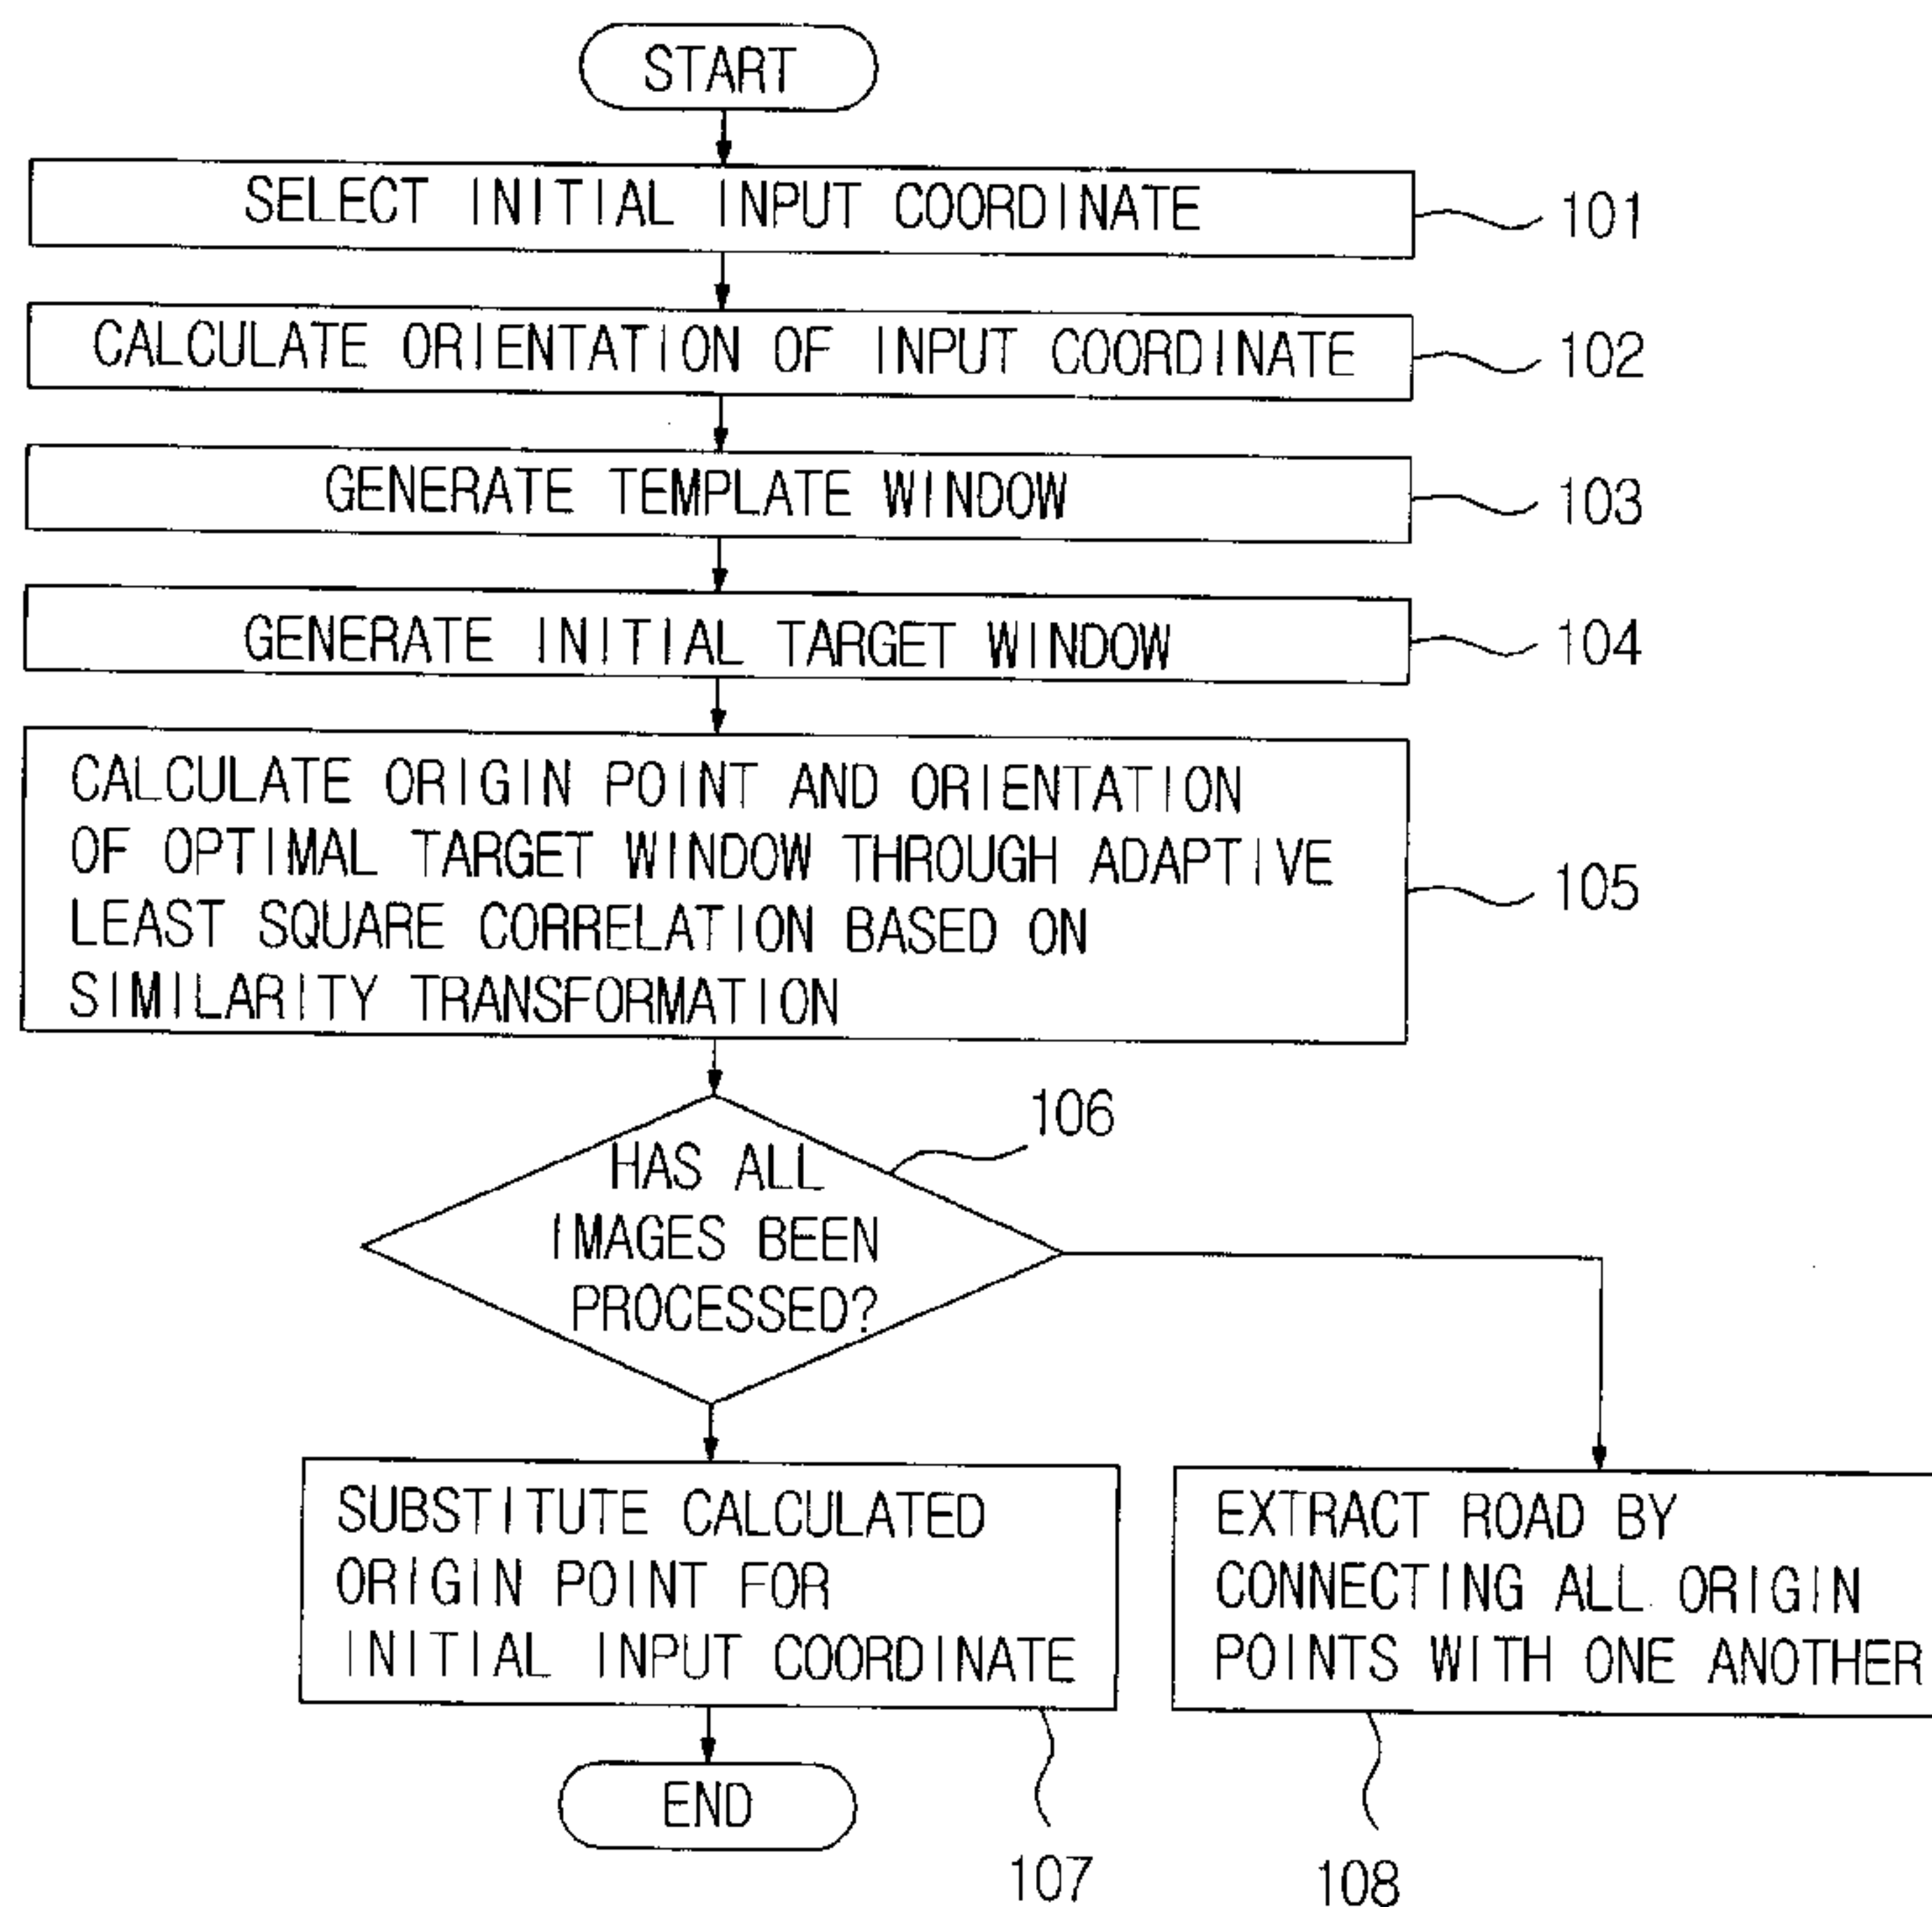 START
SELECT INITIAL INPUT COORDINATE
101
CALCULATE ORIENTATION OF INPUT COORDINATE
102
GENERATE TEMPLATE WINDOW
103
GENERATE INITIAL TARGET WINDOW
104
CALCULATE ORIGIN POINT AND ORIENTATION
OF OPTIMAL TARGET WINDOW THROUGH ADAPTIVE
LEAST SQUARE CORRELATION BASED ON
SIMILARITY TRANSFORMATION
105
106
HAS ALL
IMAGES BEEN
PROCESSED?
SUBSTITUTE CALCULATED
ORIGIN POINT FOR
INITIAL INPUT COORDINATE
EXTRACT ROAD BY
CONNECTING ALL ORIGIN
POINTS WITH ONE ANOTHER
END
107
108